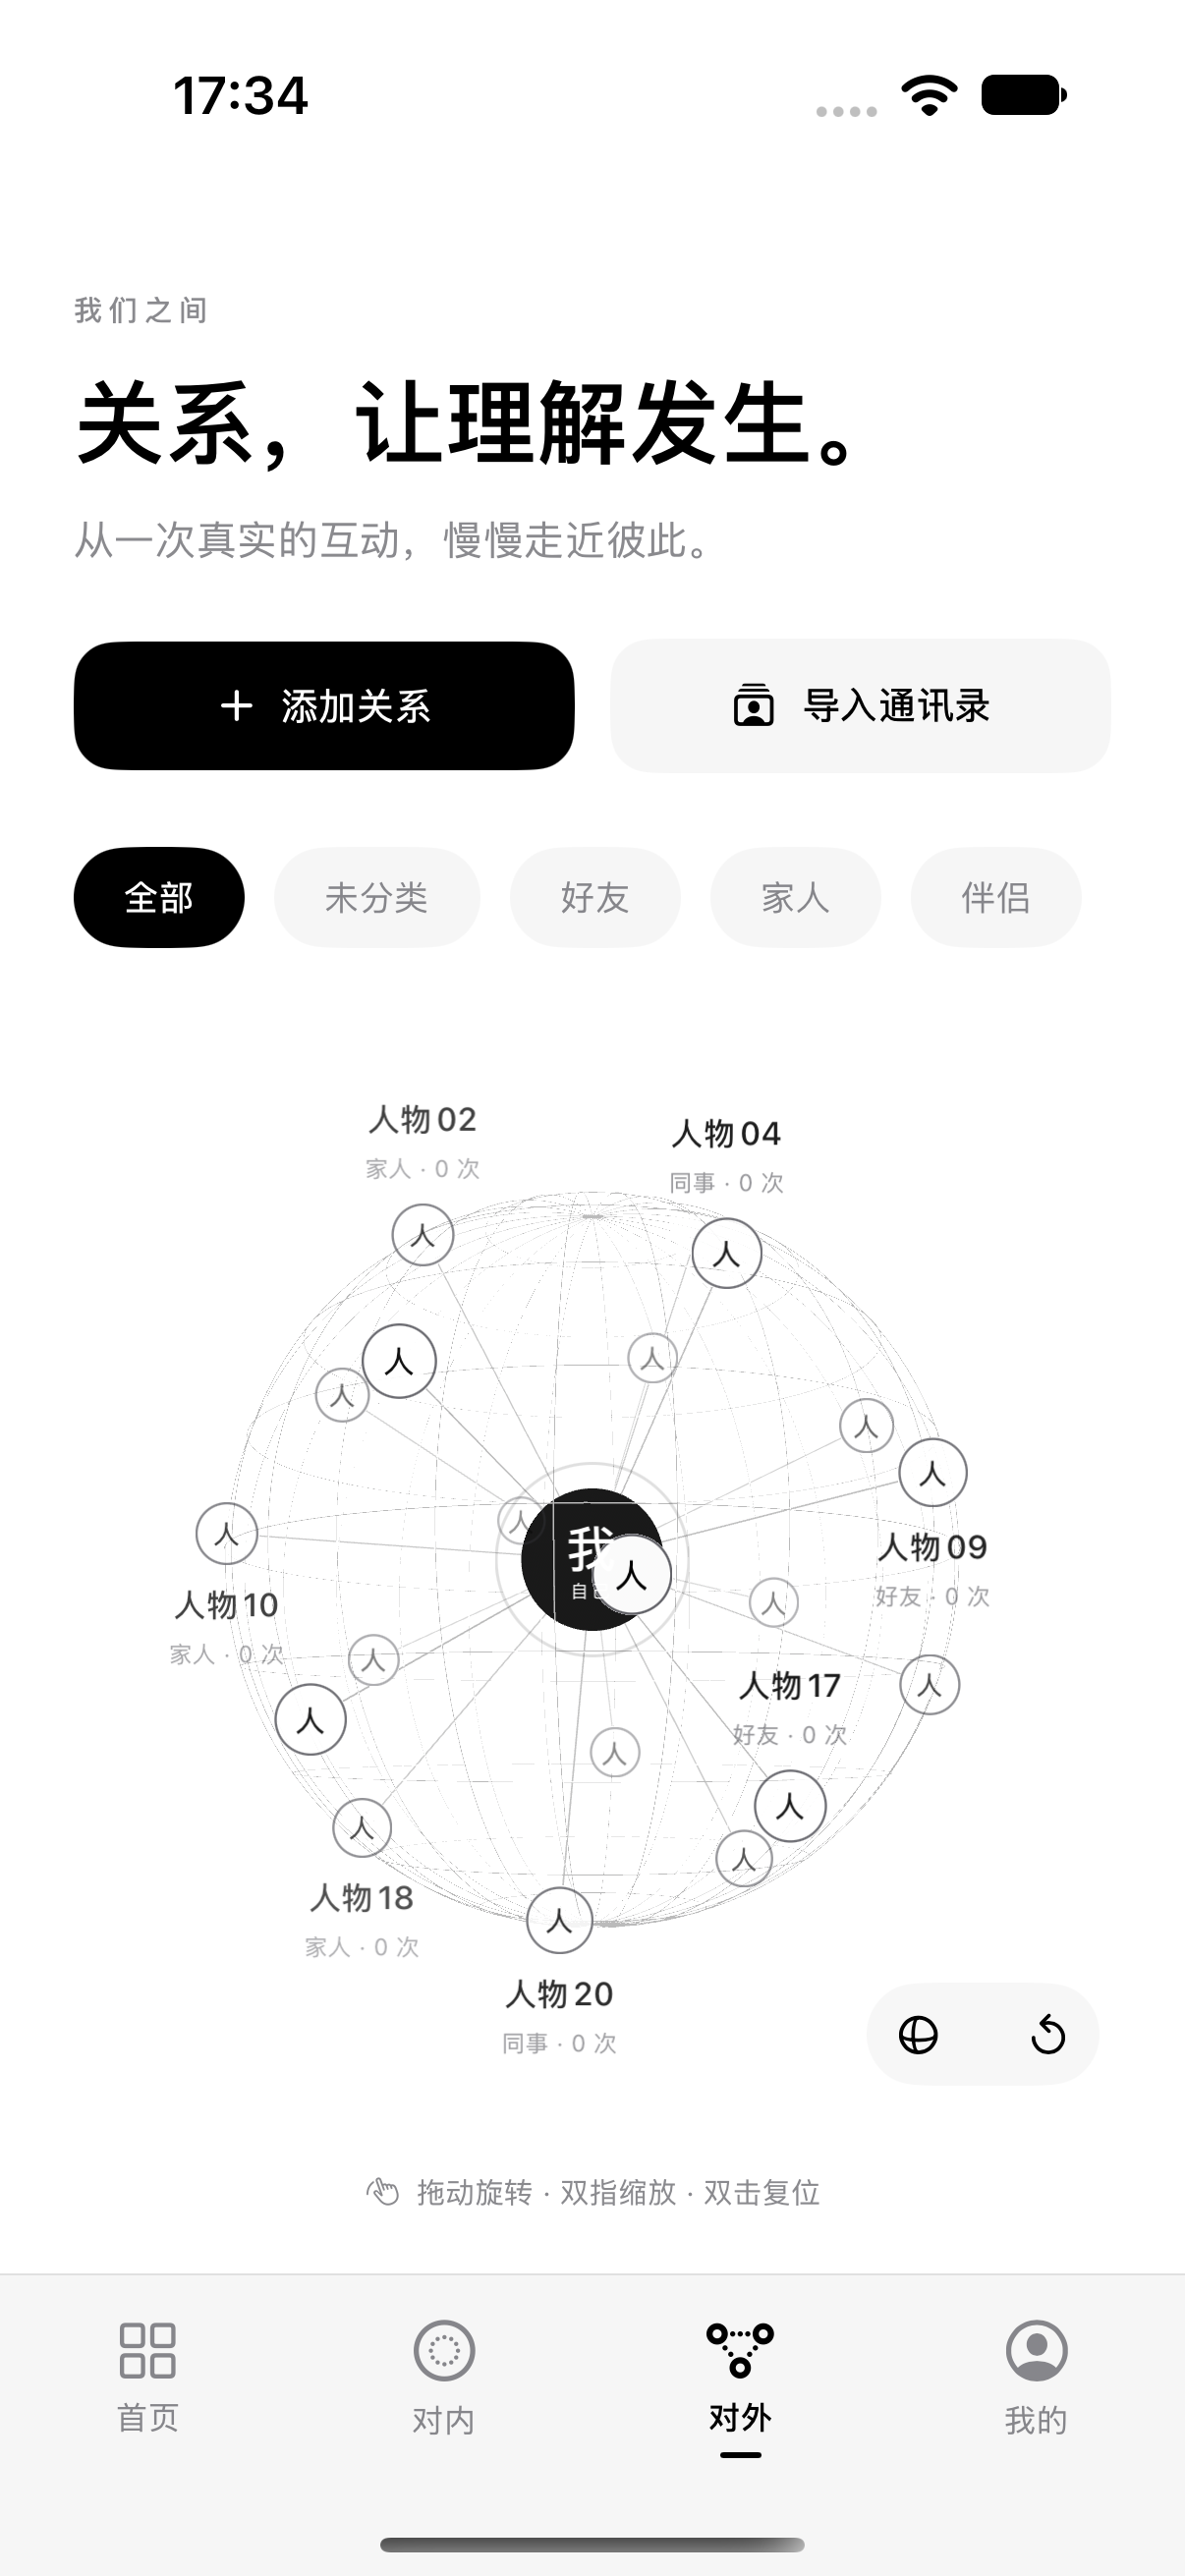 17:34
我们之间
关系，让理解发生。
从一次真实的互动，慢慢走近彼此。
添加关系
导入通讯录
全部
未分类
好友
家人
伴侣
人物 02
家人 · 0 次
人物 04
同事 · 0 次
人
人
人
人
人
人
人
人
人
我
自
人
人物 09
好友 · 0 次
人
人物 10
家人 · 0 次
人
人
人
人物 17
好友 · 0 次
人
人
人
人
人物 18
家人 · 0 次
人
人物 20
同事 · 0 次
拖动旋转 · 双指缩放 · 双击复位
首页
对内
对外
我的